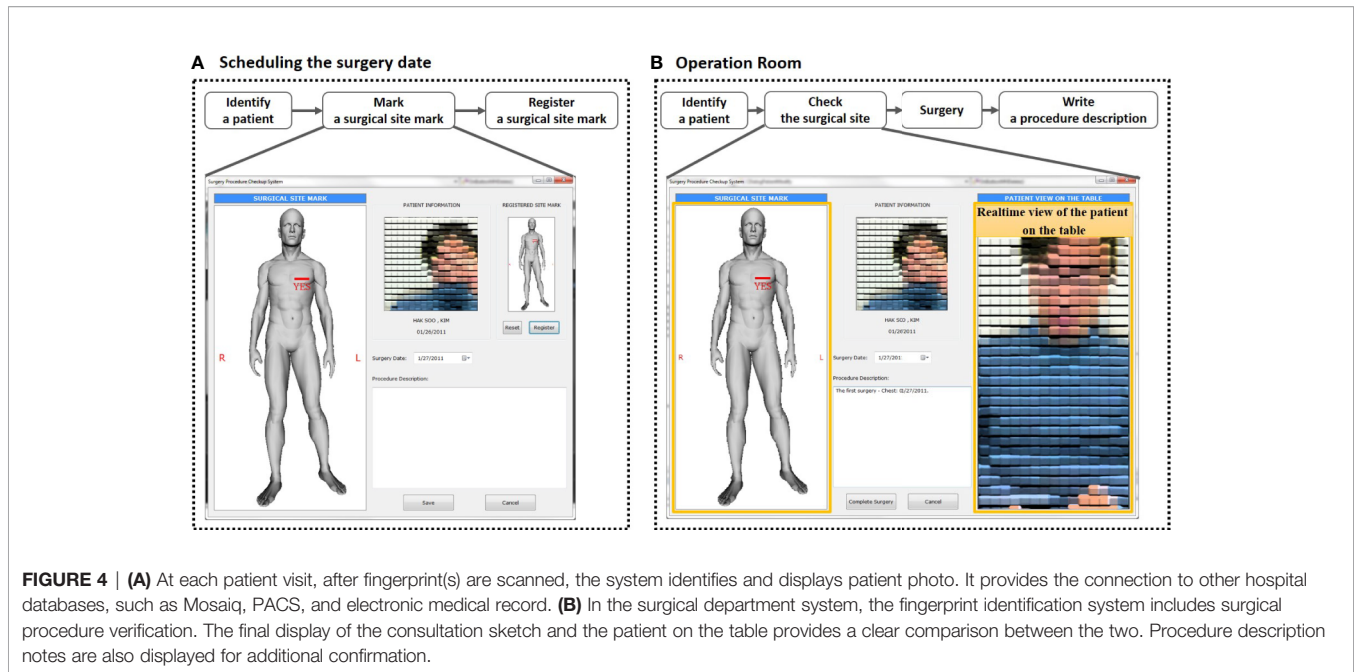 A Scheduling the surgery date
Identify
a patient
Mark
a surgical site mark
Register
a surgical site mark
Surgery Procedure Checkup System
SURGICAL SITE MARK
YES
R
L
PATIENT INFORMATION
HAK SOO , KIM
01/26/2011
REGISTERED SITE MARK
Reset
Register
Surgery Date:
1/27/2011
Procedure Description:
Save
Cancel
B Operation Room
Identify
a patient
Check
the surgical site
Surgery
Write
a procedure description
Surgery Procedure Checkup System
SURGICAL SITE MARK
YES
R
L
PATIENT INFORMATION
HAK SOO , KIM
Surgery Date:
1/27/201
Procedure Description:
The first surgery - Chest: 01/27/2011.
Complete Surgery
Cancel
PATIENT VIEW ON THE TABLE
Realtime view of the patient
on the table
FIGURE 4 | (A) At each patient visit, after fingerprint(s) are scanned, the system identifies and displays patient photo. It provides the connection to other hospital
databases, such as Mosaiq, PACS, and electronic medical record. (B) In the surgical department system, the fingerprint identification system includes surgical
procedure verification. The final display of the consultation sketch and the patient on the table provides a clear comparison between the two. Procedure description
notes are also displayed for additional confirmation.